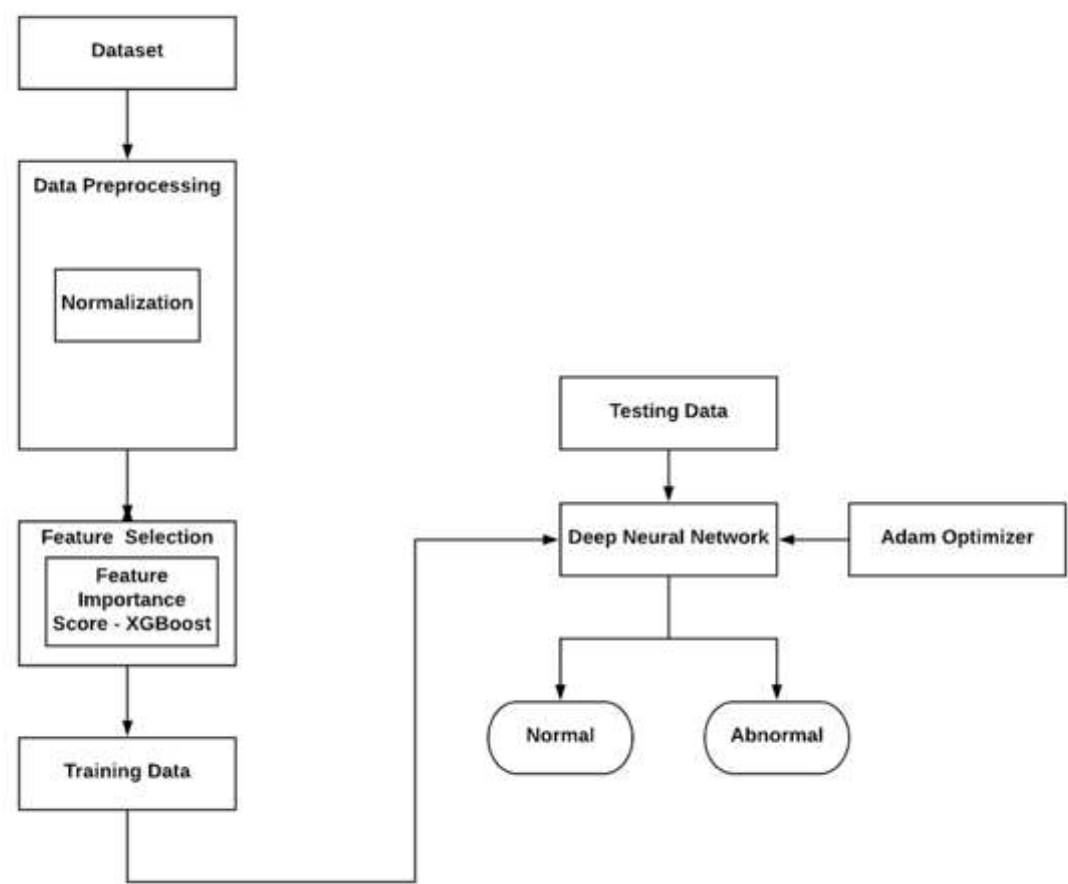 Dataset
Data Preprocessing
Normalization
Feature Selection
Feature
Importance
Score - XGBoost
Training Data
Testing Data
Deep Neural Network
Adam Optimizer
Normal
Abnormal